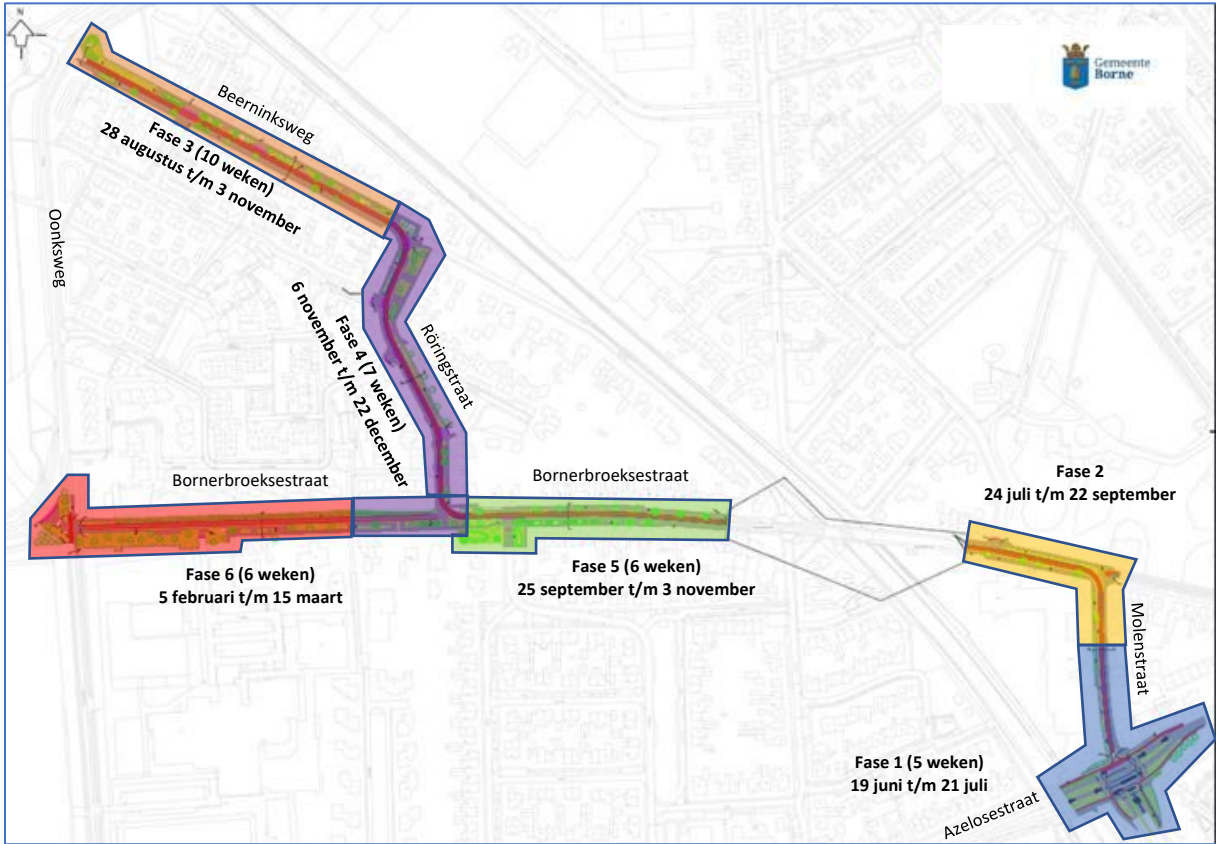 N
Gemeente
Borne
Beerninksweg
Fase 3 (10 weken)
28 augustus t/m 3 november
Oonksweg
Röringstraat
Fase 4 (7 weken)
6 november t/m 22 december
Bornerbroeksestraat
Bornerbroeksestraat
Fase 2
24 juli t/m 22 september
Fase 6 (6 weken)
5 februari t/m 15 maart
Fase 5 (6 weken)
25 september t/m 3 november
Molenstraat
Fase 1 (5 weken)
19 juni t/m 21 juli
Azelosestraat